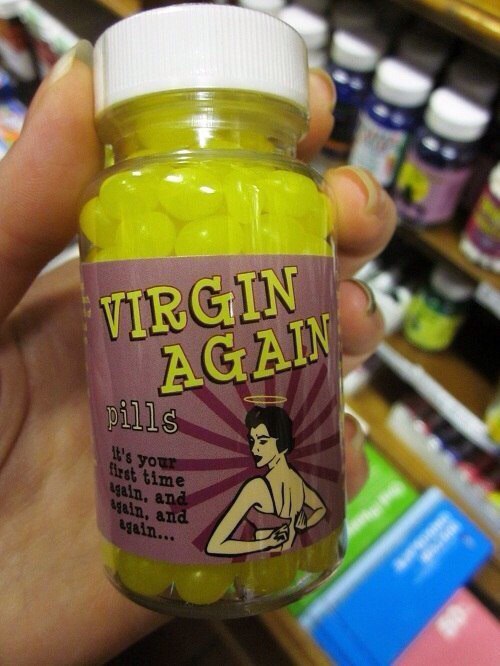 VIRGIN
AGAIN
pills
it's your
first time
again, and
again, and
again...